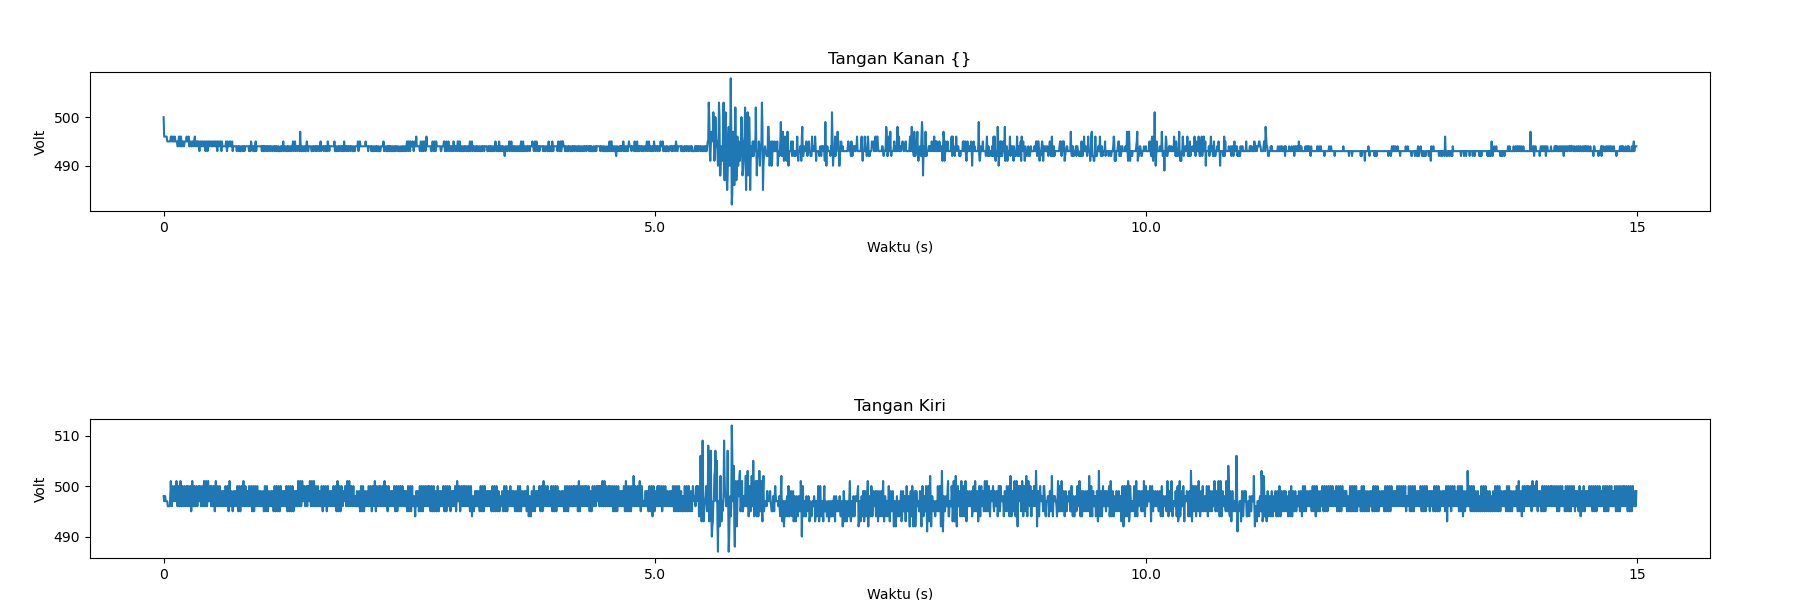 Tangan Kanan {}
Volt
500
490
0 5.0 10.0 15
Waktu (s)
Tangan Kiri
Volt
510
500
490
0 5.0 10.0 15
Waktu (s)